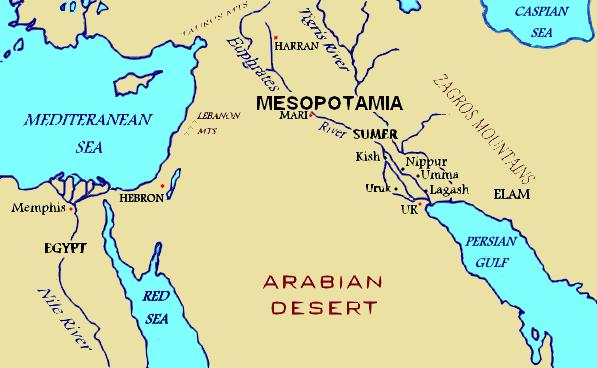 TAURUS MTS
CASPIAN
SEA
Tigris River
HARRAN
Euphrates
ZAGROS MOUNTAINS
MESOPOTAMIA
MARI
River
LEBANON
MTS
MEDITERANEAN
SEA
SUMER
Kish
Nippur
Umma
Uruk
Lagash
ELAM
UR
HEBRON
Memphis
EGYPT
PERSIAN
GULF
ARABIAN
DESERT
RED
SEA
Nile River